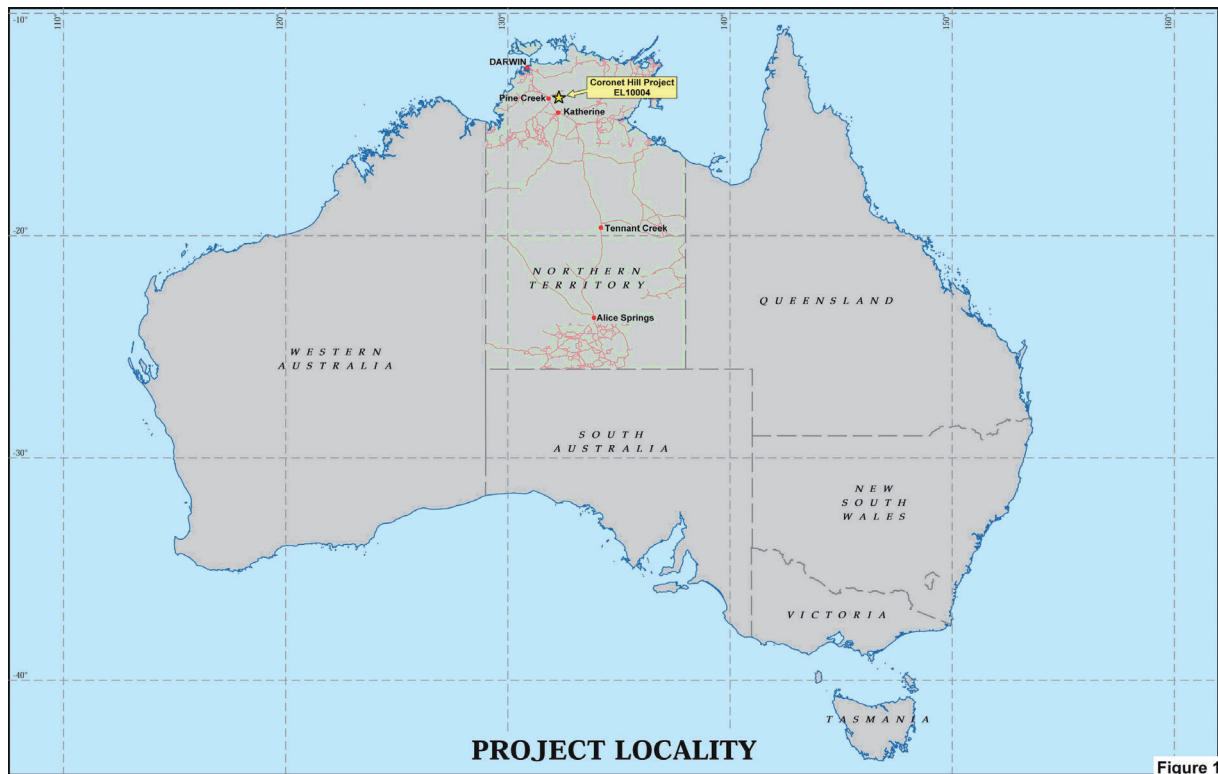 110°
120°
130°
140°
150°
160°
-10°
DARWIN
Coronet Hill Project
EL10004
Pine Creek
Katherine
-20°
Tennant Creek
NORTHERN
TERRITORY
QUEENSLAND
Alice Springs
WESTERN
AUSTRALIA
SOUTH
AUSTRALIA
-30°
NEW
SOUTH
WALES
VICTORIA
-40°
TASMANIA
PROJECT LOCALITY
Figure 1